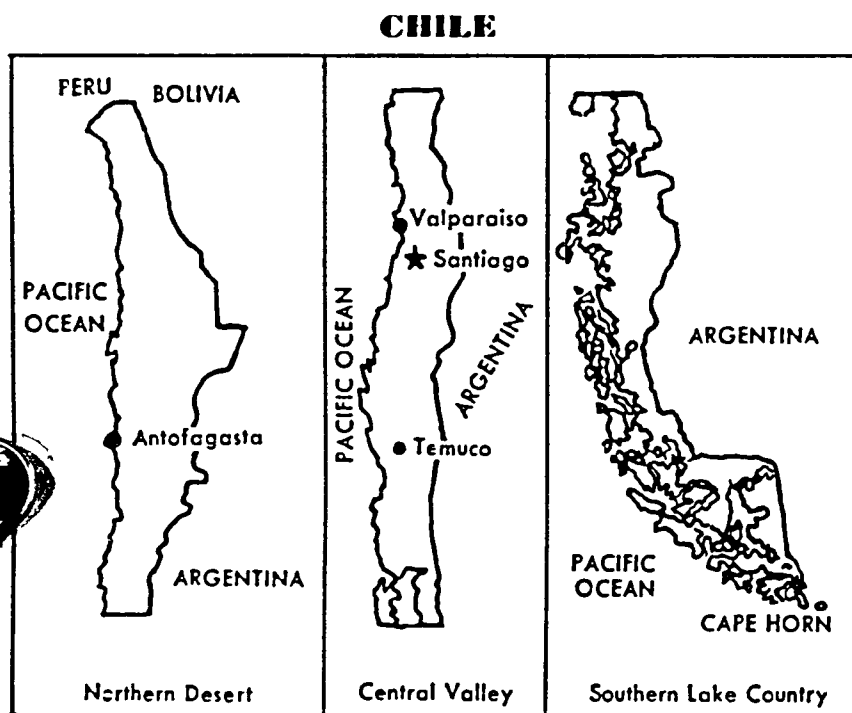 CHILE
PERU
BOLIVIA
PACIFIC
OCEAN
Antofagasta
ARGENTINA
Northern Desert
Valparaiso
Santiago
PACIFIC OCEAN
ARGENTINA
Temuco
Central Valley
ARGENTINA
PACIFIC
OCEAN
CAPE HORN
Southern Lake Country